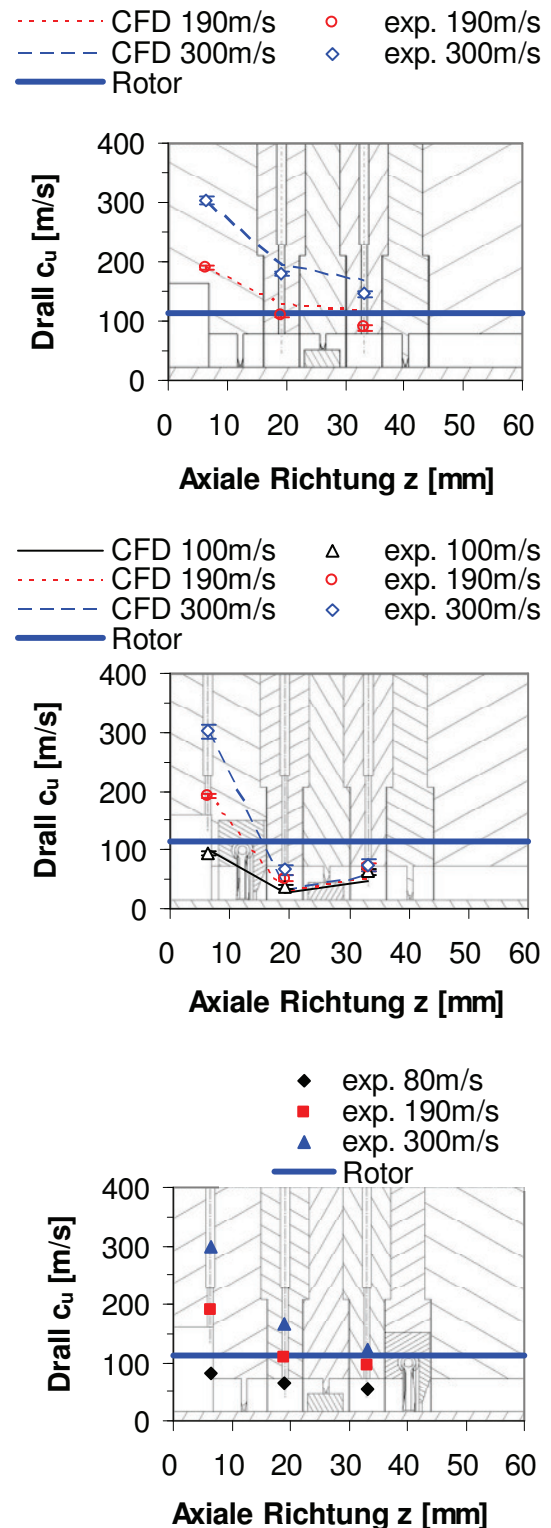 CFD 190m/s exp. 190m/s
CFD 300m/s exp. 300m/s
Rotor
400
300
200
100
0
Drall cu [m/s]
0 10 20 30 40 50 60
Axiale Richtung z [mm]
CFD 100m/s exp. 100m/s
CFD 190m/s exp. 190m/s
CFD 300m/s exp. 300m/s
Rotor
400
300
200
100
0
Drall cu [m/s]
0 10 20 30 40 50 60
Axiale Richtung z [mm]
exp. 80m/s
exp. 190m/s
exp. 300m/s
Rotor
400
300
200
100
0
Drall cu [m/s]
0 10 20 30 40 50 60
Axiale Richtung z [mm]